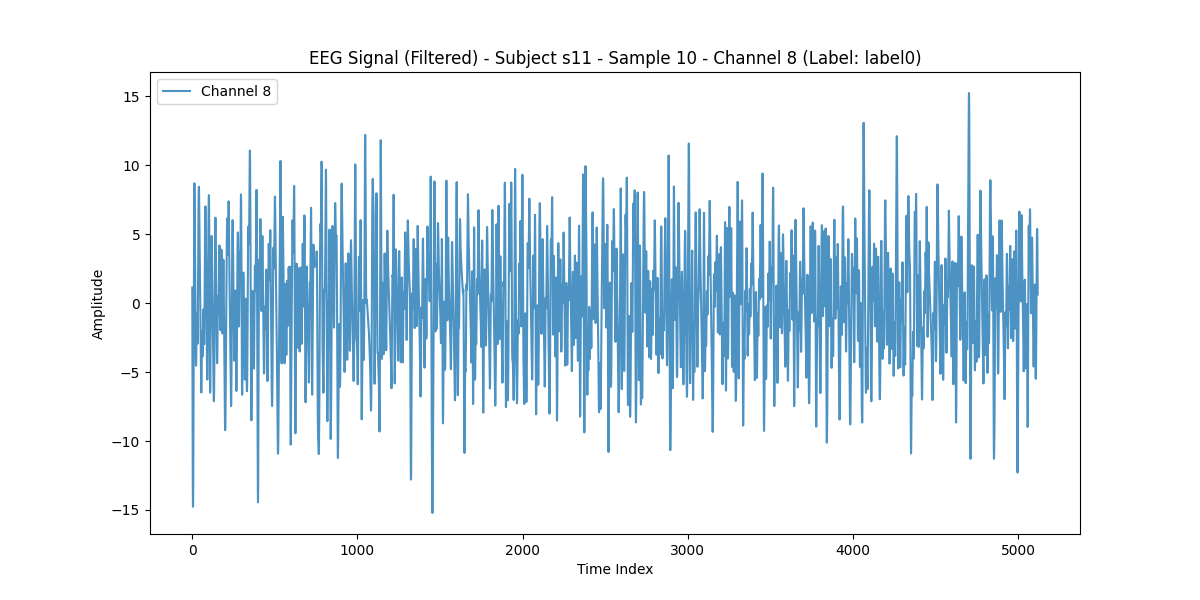 EEG Signal (Filtered) - Subject s11 - Sample 10 - Channel 8 (Label: label0)
Channel 8
15
10
5
0
−5
−10
−15
Amplitude
0 1000 2000 3000 4000 5000
Time Index